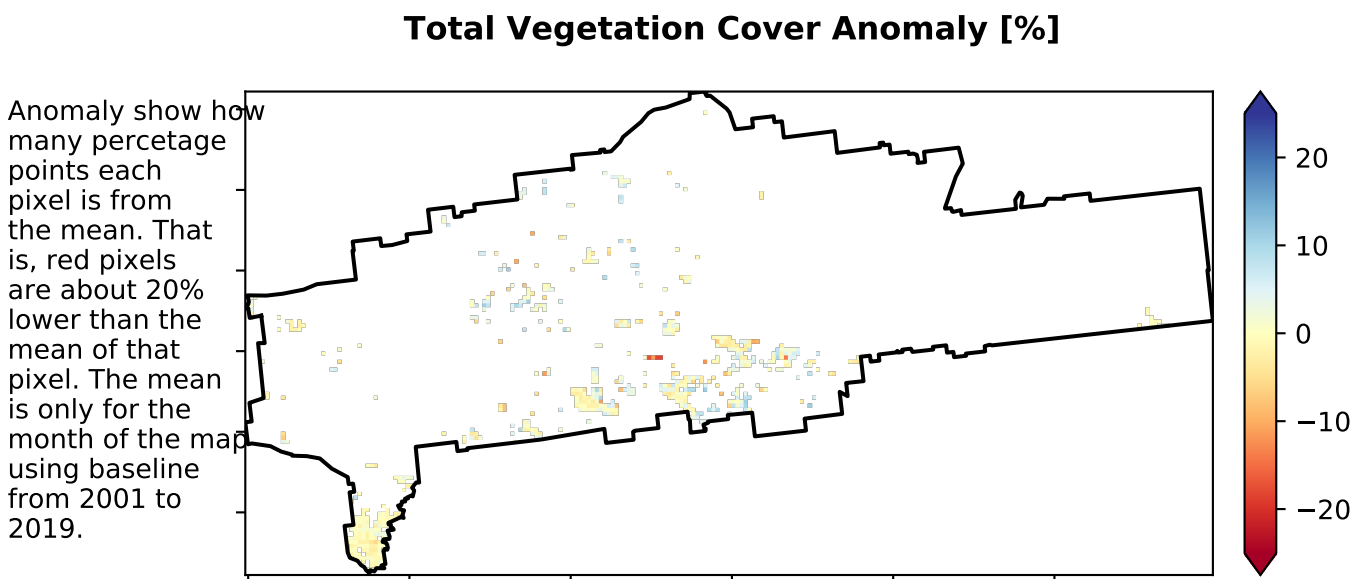 Total Vegetation Cover Anomaly [%]
Anomaly show how
many percetage
points each
pixel is from
the mean. That
is, red pixels
are about 20%
lower than the
mean of that
pixel. The mean
is only for the
month of the map
using baseline
from 2001 to
2019.
20
10
0
−10
−20